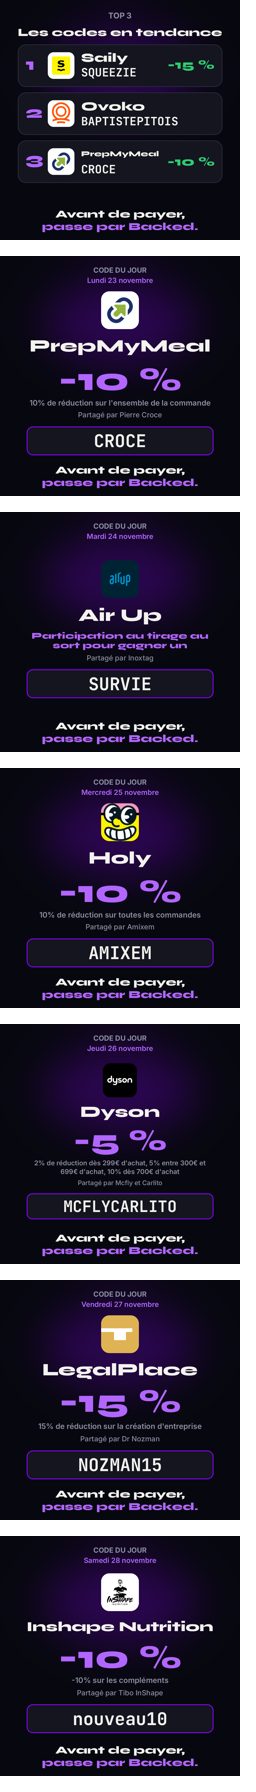 TOP 3
Les codes en tendance
1
S
Saily
SQUEEZIE
-15 %
2
Ovoko
BAPTISTEPITOIS
3
PrepMyMeal
CROCE
-10 %
Avant de payer,
passe par Backed.
CODE DU JOUR
Lundi 23 novembre
PrepMyMeal
-10 %
10% de réduction sur l'ensemble de la commande
Partagé par Pierre Croce
CROCE
Avant de payer,
passe par Backed.
CODE DU JOUR
Mardi 24 novembre
air up
Air Up
Participation au tirage au
sort pour gagner un
Partagé par Inoxtag
SURVIE
Avant de payer,
passe par Backed.
CODE DU JOUR
Mercredi 25 novembre
Holy
-10 %
10% de réduction sur toutes les commandes
Partagé par Amixem
AMIXEM
Avant de payer,
passe par Backed.
CODE DU JOUR
Jeudi 26 novembre
dyson
Dyson
-5 %
2% de réduction dès 299€ d'achat, 5% entre 300€ et
699€ d'achat, 10% dès 700€ d'achat
Partagé par Mcfly et Carlito
MCFLYCARLITO
Avant de payer,
passe par Backed.
CODE DU JOUR
Vendredi 27 novembre
LegalPlace
-15 %
15% de réduction sur la création d'entreprise
Partagé par Dr Nozman
NOZMAN15
Avant de payer,
passe par Backed.
CODE DU JOUR
Samedi 28 novembre
INSHAPE
Inshape Nutrition
-10 %
-10% sur les compléments
Partagé par Tibo InShape
nouveau10
Avant de payer,
passe par Backed.